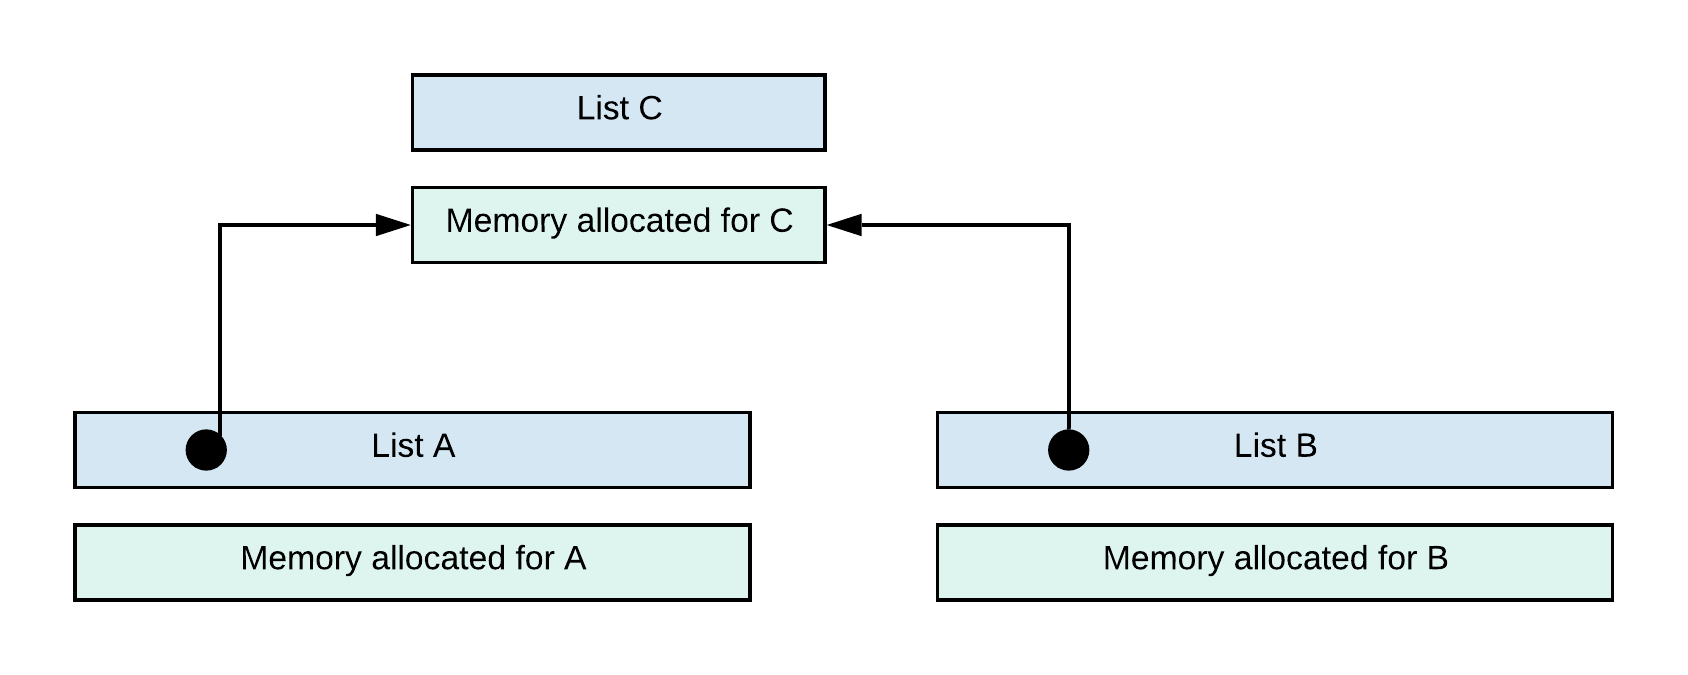 List C
Memory allocated for C
List A
List B
Memory allocated for A
Memory allocated for B